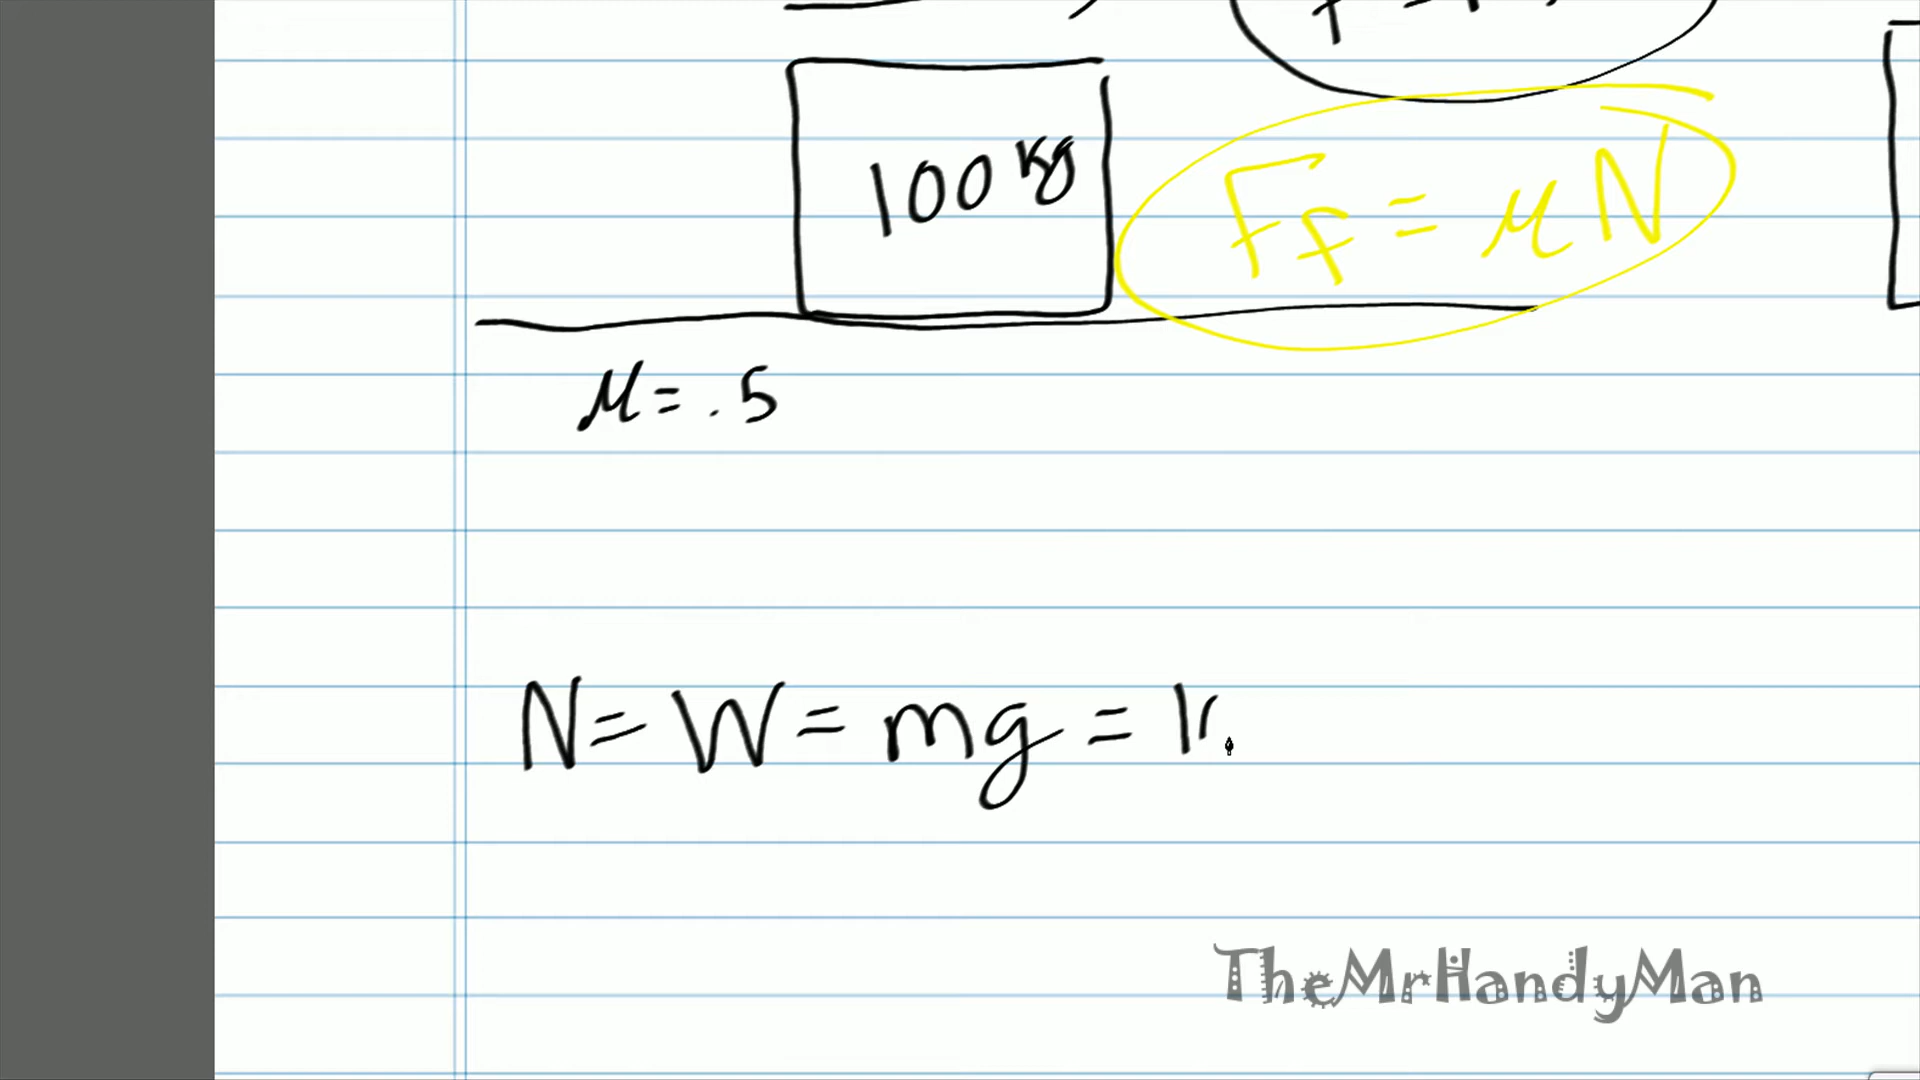 100 kg
Ff = μN
μ = .5
N = W = mg = 1
TheMrHandyMan